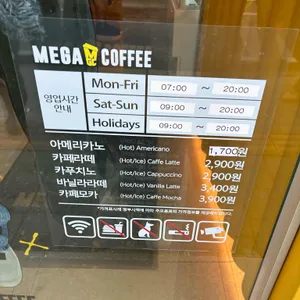 MEGA COFFEE
영업시간 안내
Mon-Fri 07:00 ~ 20:00
Sat-Sun 09:00 ~ 20:00
Holidays 09:00 ~ 20:00
아메리카노 (Hot) Americano 1,700원
카페라떼 (Hot/Ice) Caffe Latte 2,900원
카푸치노 (Hot/Ice) Cappuccino 2,900원
바닐라라떼 (Hot/Ice) Vanilla Latte 3,400원
카페모카 (Hot/Ice) Caffe Mocha 3,900원